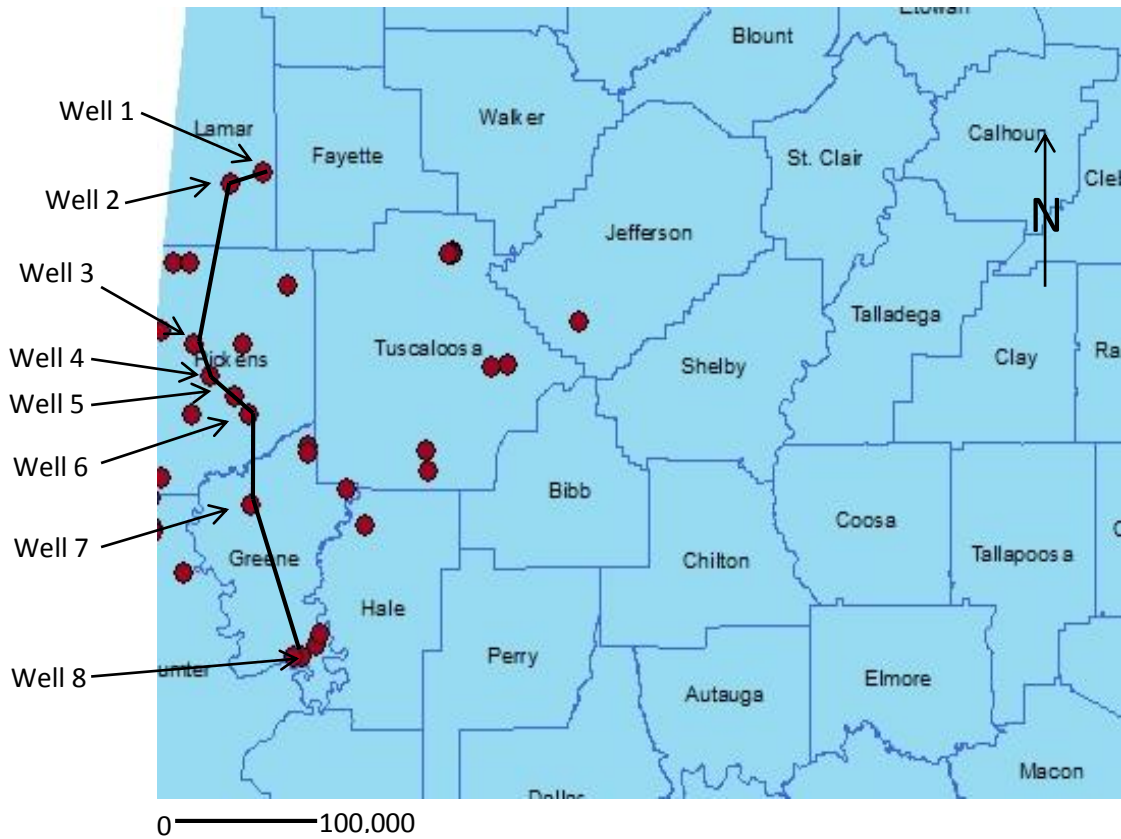 Etowah
Blount
Well 1
Walker
Lamar
Calhoun
Fayette
St. Clair
Cleb
Well 2
N
Jefferson
Well 3
Talladega
Tuscaloosa
Pickens
Clay
Ra
Well 4
Shelby
Well 5
Well 6
Bibb
Coosa
Well 7
Tallapoosa
C
Greene
Chilton
Hale
Perry
umter
Well 8
Elmore
Autauga
Macon
Dallas
0 100,000